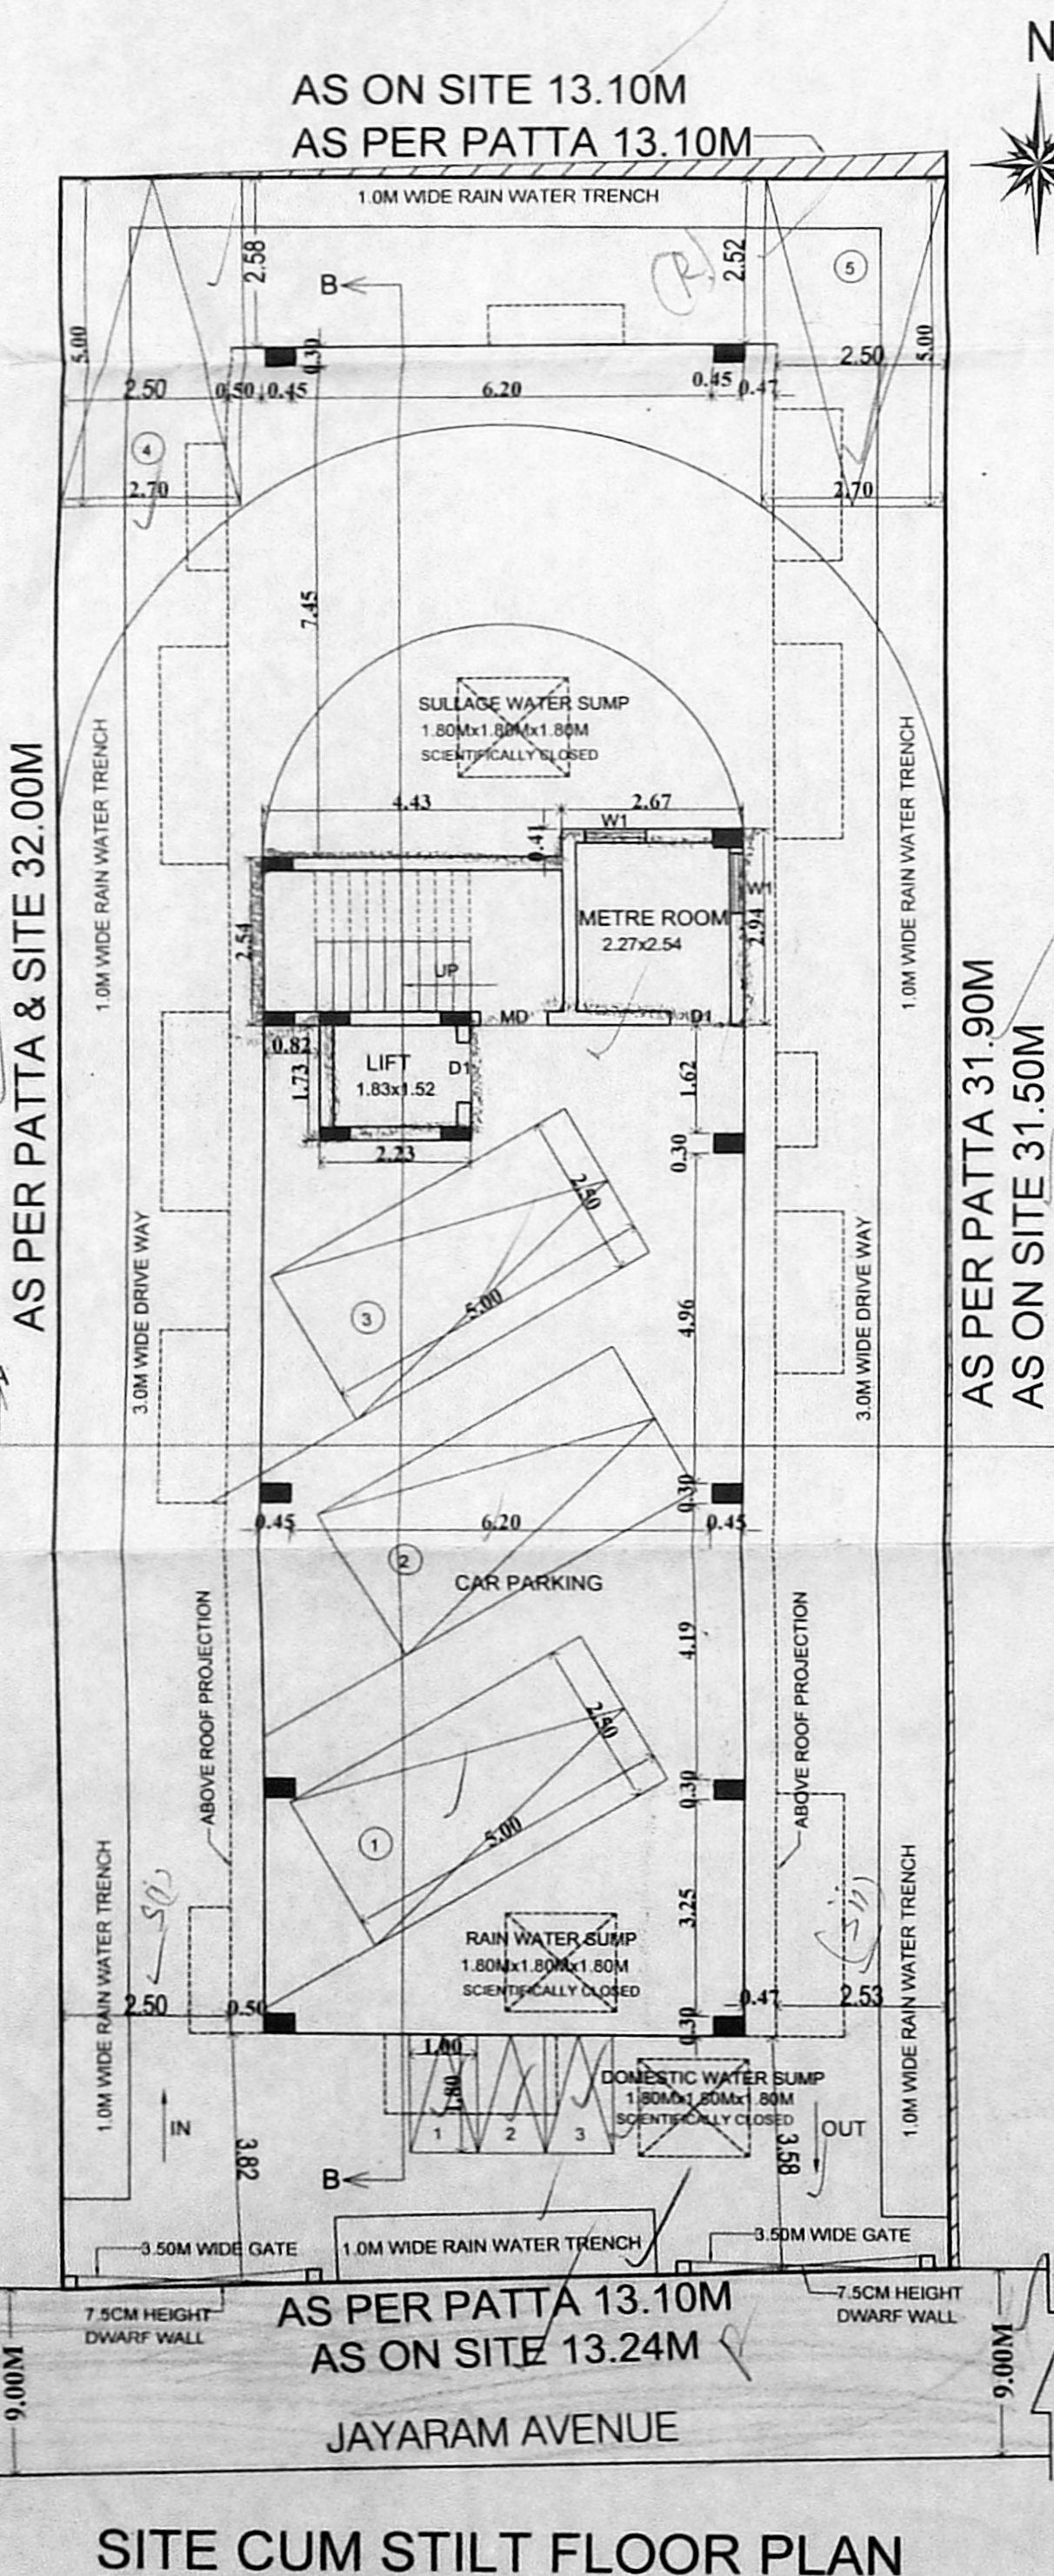 N
AS ON SITE 13.10M
AS PER PATTA 13.10M
1.0M WIDE RAIN WATER TRENCH
2.58
2.52
B
R
5
5.00
5.00
0.30
2.50
2.50
0.50
0.45
6.20
0.45
0.47
4
2.70
2.70
7.45
SULLAGE WATER SUMP
1.80Mx1.80Mx1.80M
SCIENTIFICALLY CLOSED
1.0M WIDE RAIN WATER TRENCH
1.0M WIDE RAIN WATER TRENCH
AS PER PATTA & SITE 32.00M
4.43
2.67
W1
0.41
W1
METRE ROOM
2.27x2.54
2.54
2.94
UP
MD
D1
AS PER PATTA 31.90M
AS ON SITE 31.50M
0.82
LIFT
1.83x1.52
D1
1.73
1.62
2.23
0.30
2.50
3
5.00
4.96
3.0M WIDE DRIVE WAY
3.0M WIDE DRIVE WAY
0.30
0.45
6.20
0.45
2
CAR PARKING
4.19
ABOVE ROOF PROJECTION
ABOVE ROOF PROJECTION
2.50
0.30
1
5.00
3.25
1.0M WIDE RAIN WATER TRENCH
1.0M WIDE RAIN WATER TRENCH
RAIN WATER SUMP
1.80Mx1.80Mx1.80M
SCIENTIFICALLY CLOSED
2.50
0.50
0.47
2.53
0.30
1.00
1.80
DOMESTIC WATER SUMP
1.80Mx1.80Mx1.80M
SCIENTIFICALLY CLOSED
1
2
3
IN
OUT
3.82
3.58
B
3.50M WIDE GATE
1.0M WIDE RAIN WATER TRENCH
3.50M WIDE GATE
7.5CM HEIGHT
DWARF WALL
AS PER PATTA 13.10M
AS ON SITE 13.24M
7.5CM HEIGHT
DWARF WALL
9.00M
9.00M
JAYARAM AVENUE
SITE CUM STILT FLOOR PLAN